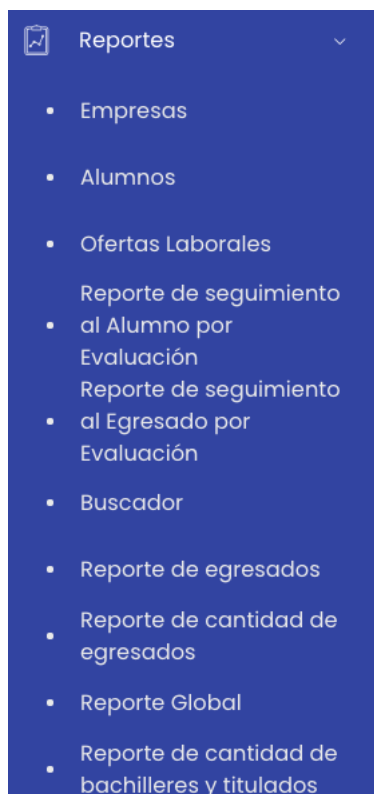 Reportes
Empresas
Alumnos
Ofertas Laborales
Reporte de seguimiento
al Alumno por
Evaluación
Reporte de seguimiento
al Egresado por
Evaluación
Buscador
Reporte de egresados
Reporte de cantidad de
egresados
Reporte Global
Reporte de cantidad de
bachilleres y titulados